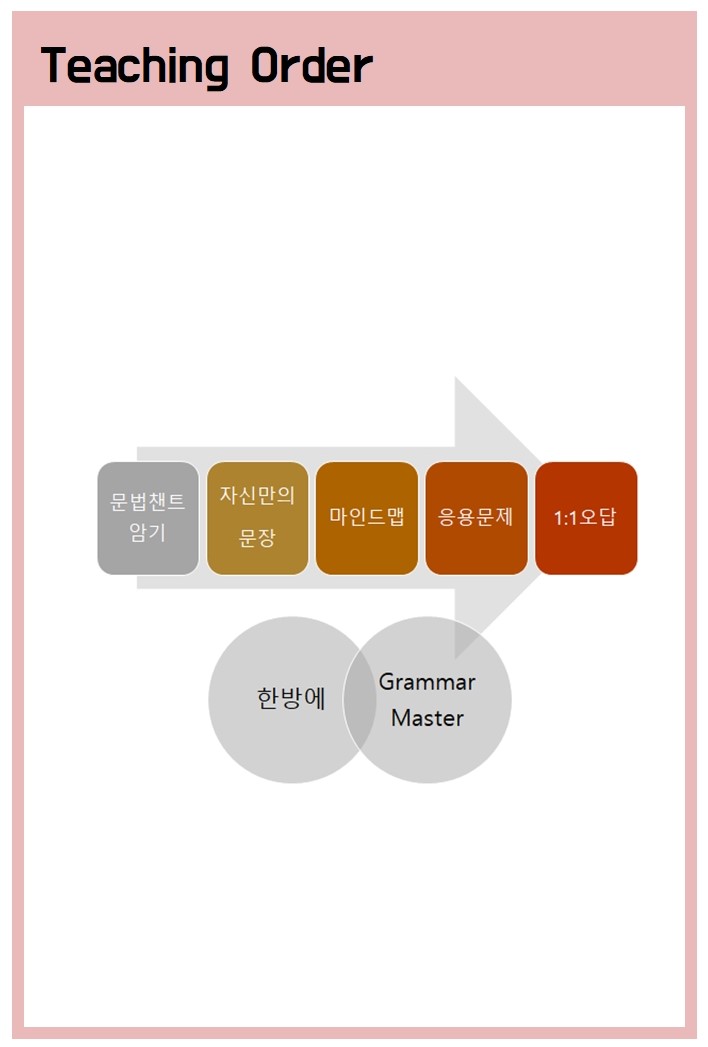 Teaching Order
문법챈트
암기
자신만의
문장
마인드맵
응용문제
1:1오답
한방에
Grammar
Master